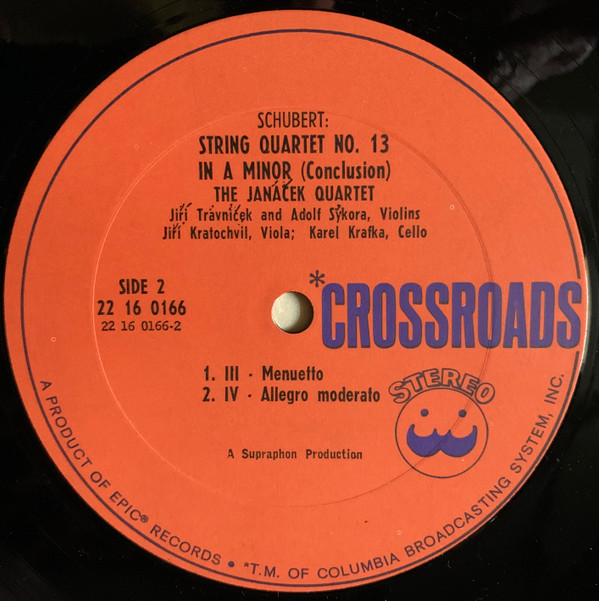 SCHUBERT:
STRING QUARTET NO. 13
IN A MINOR (Conclusion)
THE JANÁČEK QUARTET
Jiří Trávníček and Adolf Sýkora, Violins
Jiří Kratochvil, Viola; Karel Krafka, Cello
SIDE 2
22 16 0166
22 16 0166-2
*CROSSROADS
1. III - Menuetto
2. IV - Allegro moderato
STEREO
A Supraphon Production
A PRODUCT OF EPIC® RECORDS • *T.M. OF COLUMBIA BROADCASTING SYSTEM, INC.